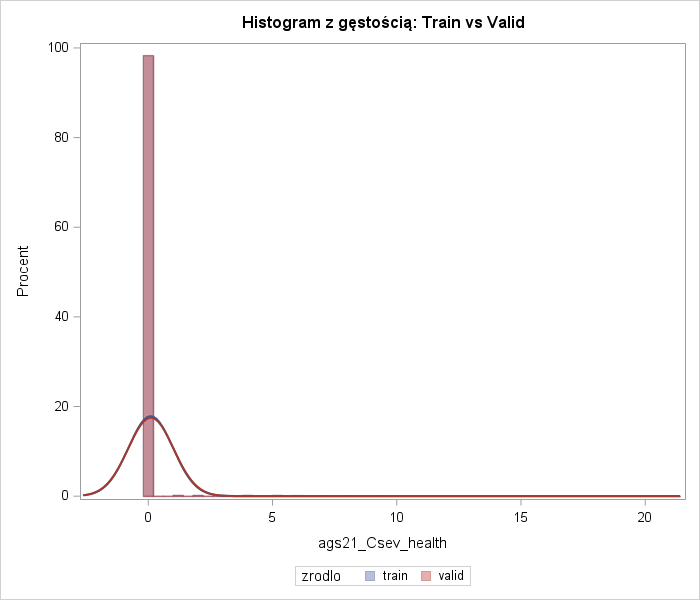 Histogram z gęstością: Train vs Valid
100
80
60
40
20
0
Procent
0 5 10 15 20
ags21_Csev_health
zrodlo train valid